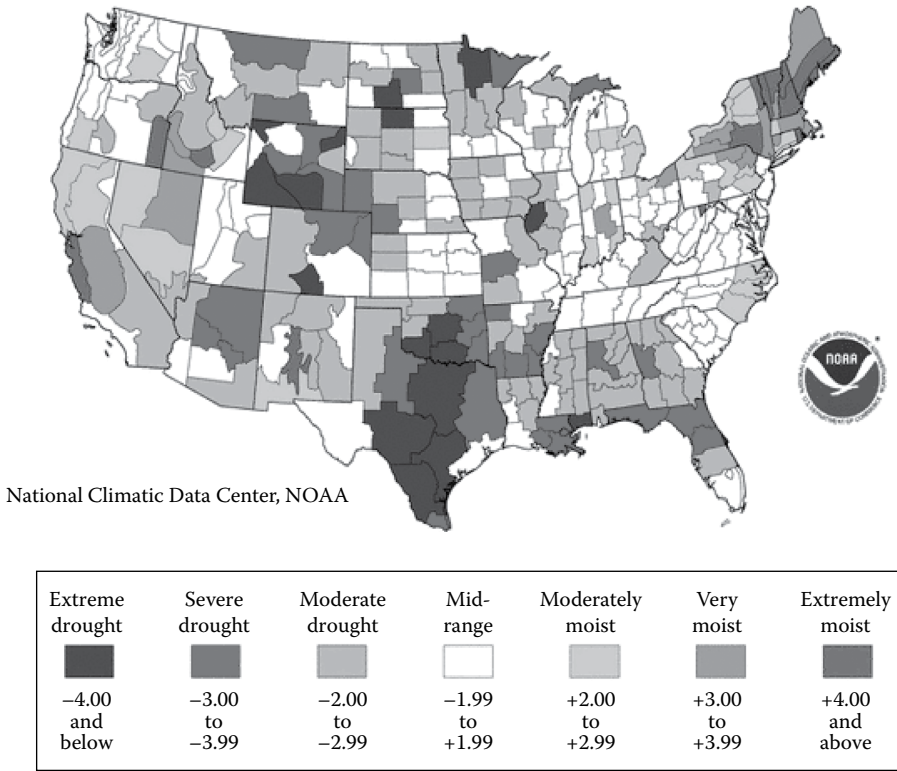 NOAA
National Climatic Data Center, NOAA
Extreme drought
Severe drought
Moderate drought
Mid-range
Moderately moist
Very moist
Extremely moist
−4.00 and below
−3.00 to −3.99
−2.00 to −2.99
−1.99 to +1.99
+2.00 to +2.99
+3.00 to +3.99
+4.00 and above